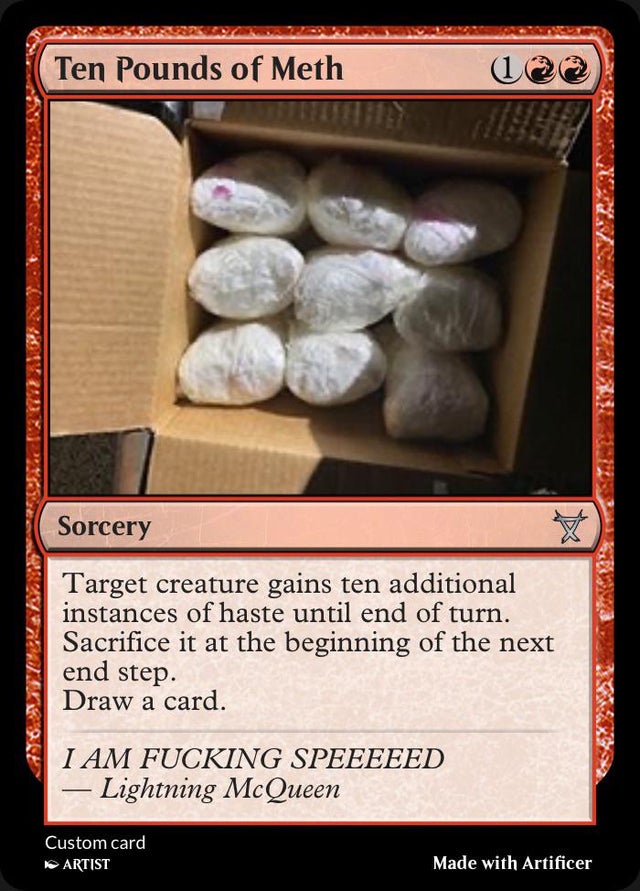 Ten Pounds of Meth 1
Sorcery
Target creature gains ten additional
instances of haste until end of turn.
Sacrifice it at the beginning of the next
end step.
Draw a card.
I AM FUCKING SPEEEEED
— Lightning McQueen
Custom card
ARTIST Made with Artificer